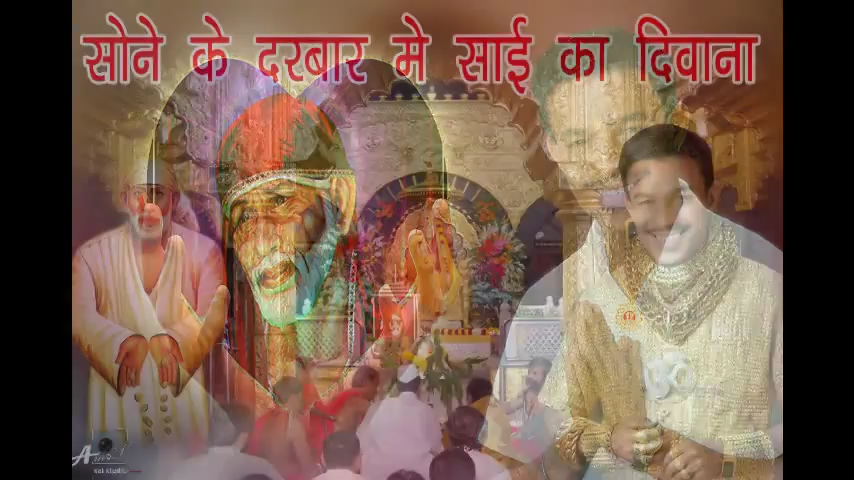 सोने के दरबार मे साई का दिवाना